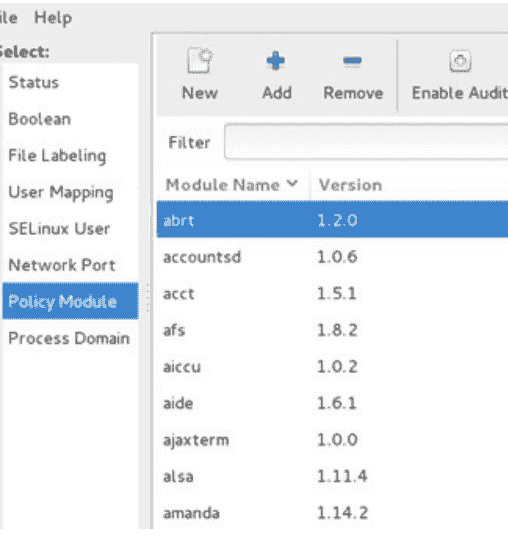 ile Help
Select:
Status
Boolean
File Labeling
User Mapping
SELinux User
Network Port
Policy Module
Process Domain
New Add Remove Enable Audit
Filter
Module Name Version
abrt 1.2.0
accountsd 1.0.6
acct 1.5.1
afs 1.8.2
aiccu 1.0.2
aide 1.6.1
ajaxterm 1.0.0
alsa 1.11.4
amanda 1.14.2